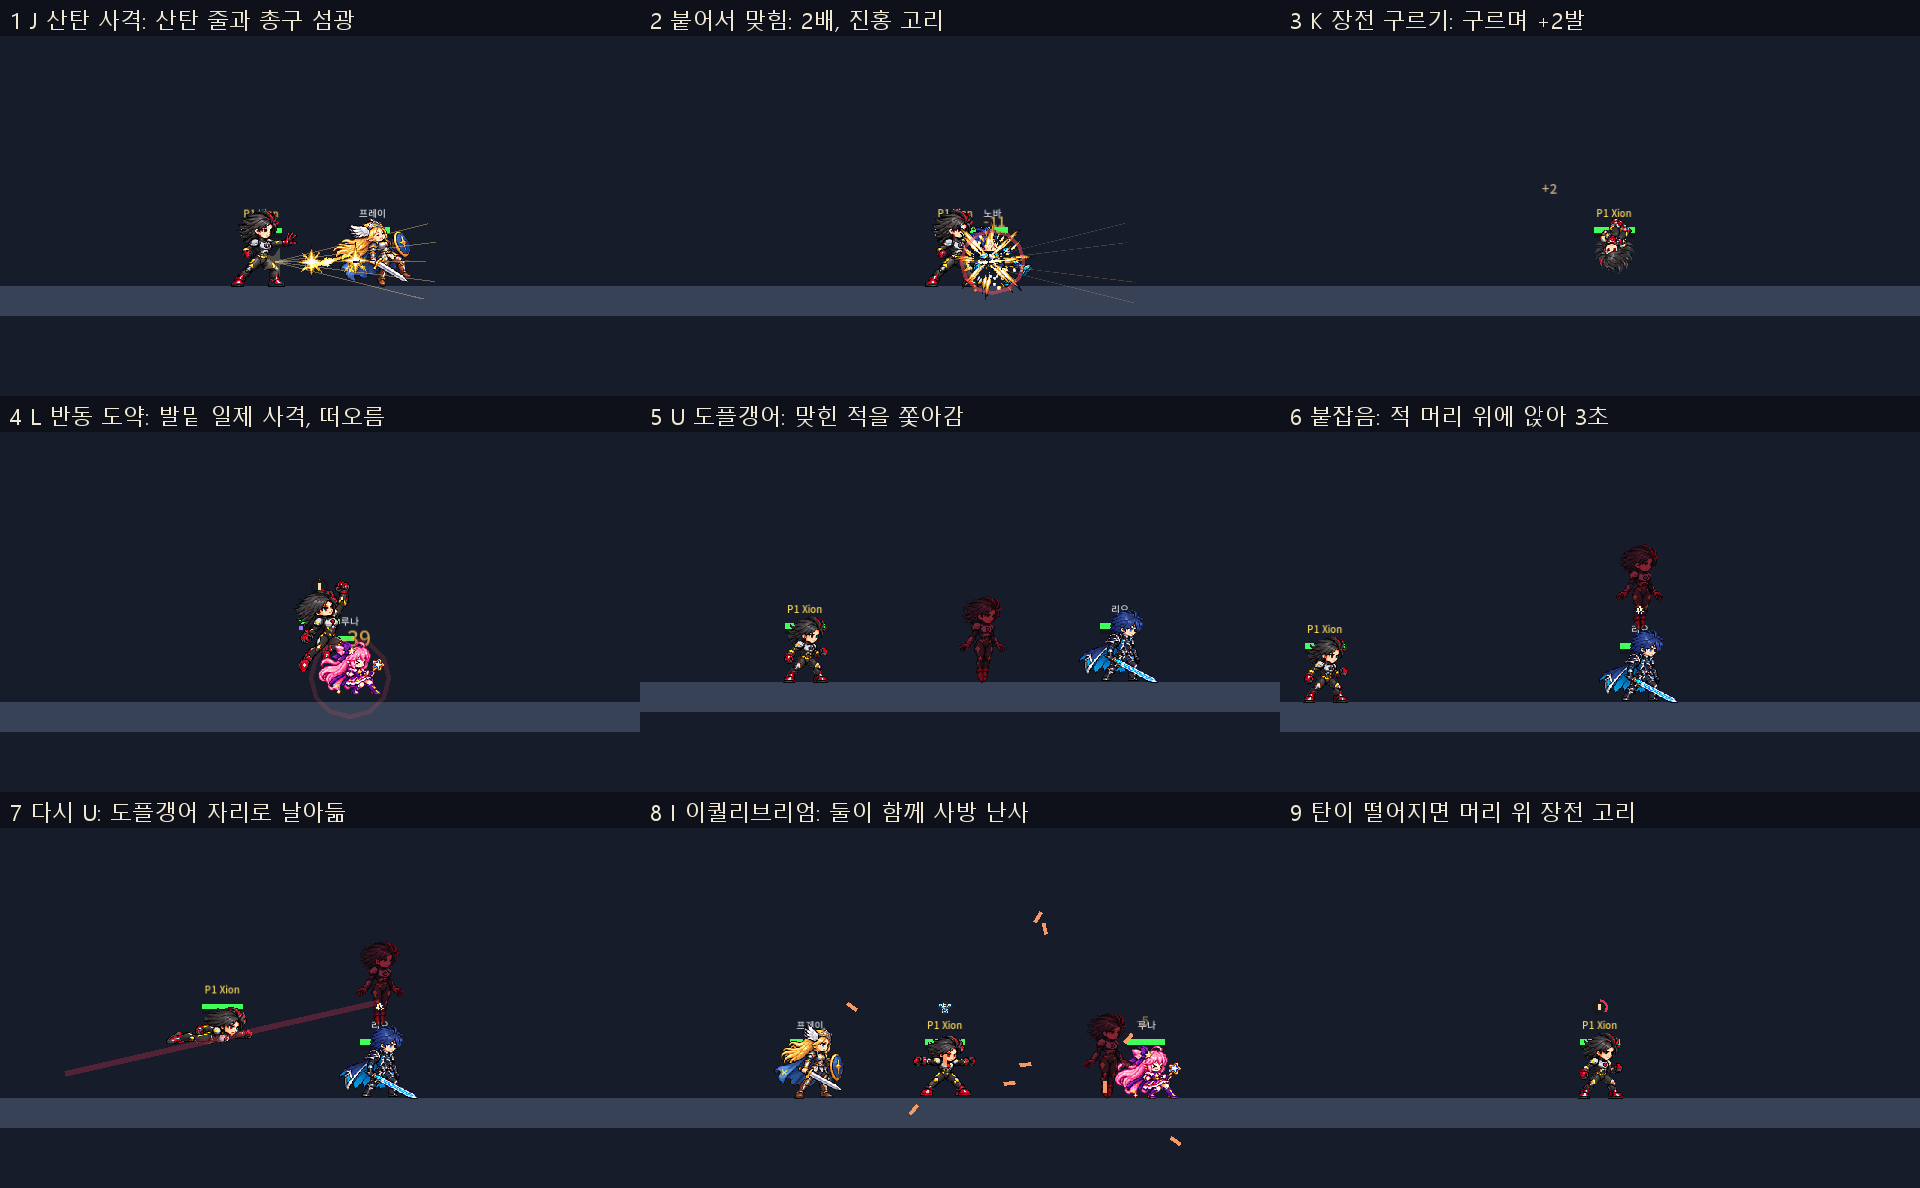 1 J 산탄 사격: 산탄 줄과 총구 섬광
2 붙어서 맞힘: 2배, 진홍 고리
3 K 장전 구르기: 구르며 +2발
프레이
노바
+2
P1 Xion
4 L 반동 도약: 발밑 일제 사격, 떠오름
5 U 도플갱어: 맞힌 적을 쫓아감
6 붙잡음: 적 머리 위에 앉아 3초
루나
39
P1 Xion
P1 Xion
7 다시 U: 도플갱어 자리로 날아듦
8 I 이퀄리브리엄: 둘이 함께 사방 난사
9 탄이 떨어지면 머리 위 장전 고리
P1 Xion
P1 Xion
루나
P1 Xion